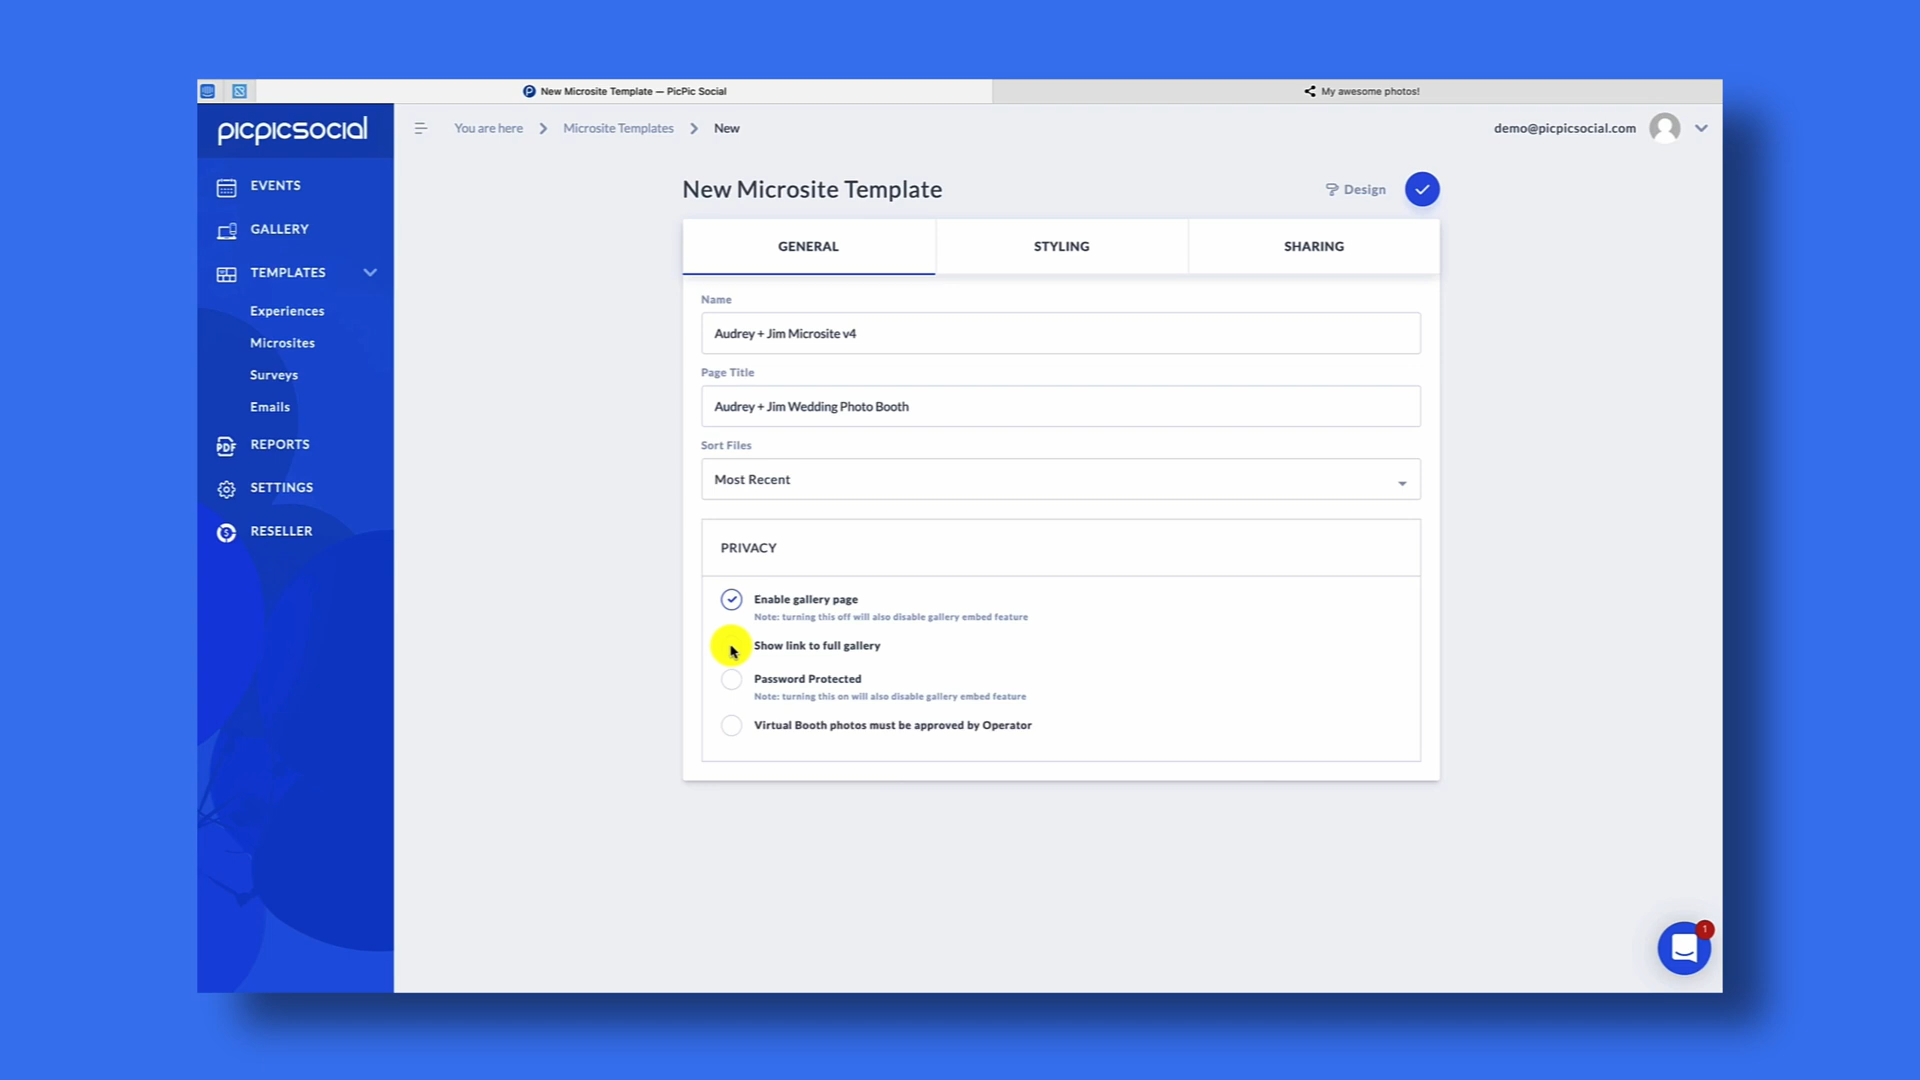 New Microsite Template — PicPic Social
My awesome photos!
picpicsocial
You are here
Microsite Templates
New
demo@picpicsocial.com
EVENTS
GALLERY
TEMPLATES
Experiences
Microsites
Surveys
Emails
PDF
REPORTS
SETTINGS
RESELLER
New Microsite Template
Design
GENERAL
STYLING
SHARING
Name
Audrey + Jim Microsite v4
Page Title
Audrey + Jim Wedding Photo Booth
Sort Files
Most Recent
PRIVACY
Enable gallery page
Note: turning this off will also disable gallery embed feature
Show link to full gallery
Password Protected
Note: turning this on will also disable gallery embed feature
Virtual Booth photos must be approved by Operator
1